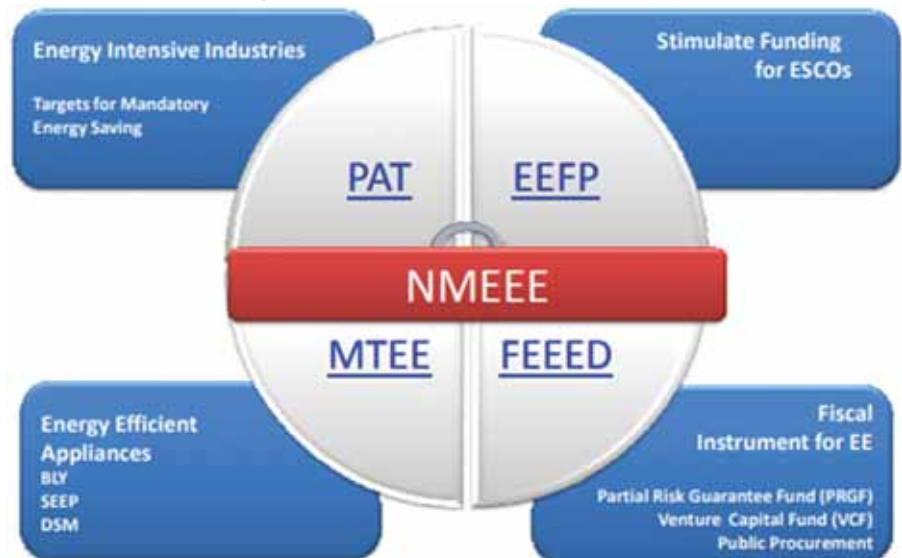 Energy Intensive Industries
Targets for Mandatory
Energy Saving
Stimulate Funding
for ESCOs
PAT
EEFP
NMEEE
MTEE
FEEED
Energy Efficient
Appliances
BLY
SEEP
DSM
Fiscal
Instrument for EE
Partial Risk Guarantee Fund (PRGF)
Venture Capital Fund (VCF)
Public Procurement